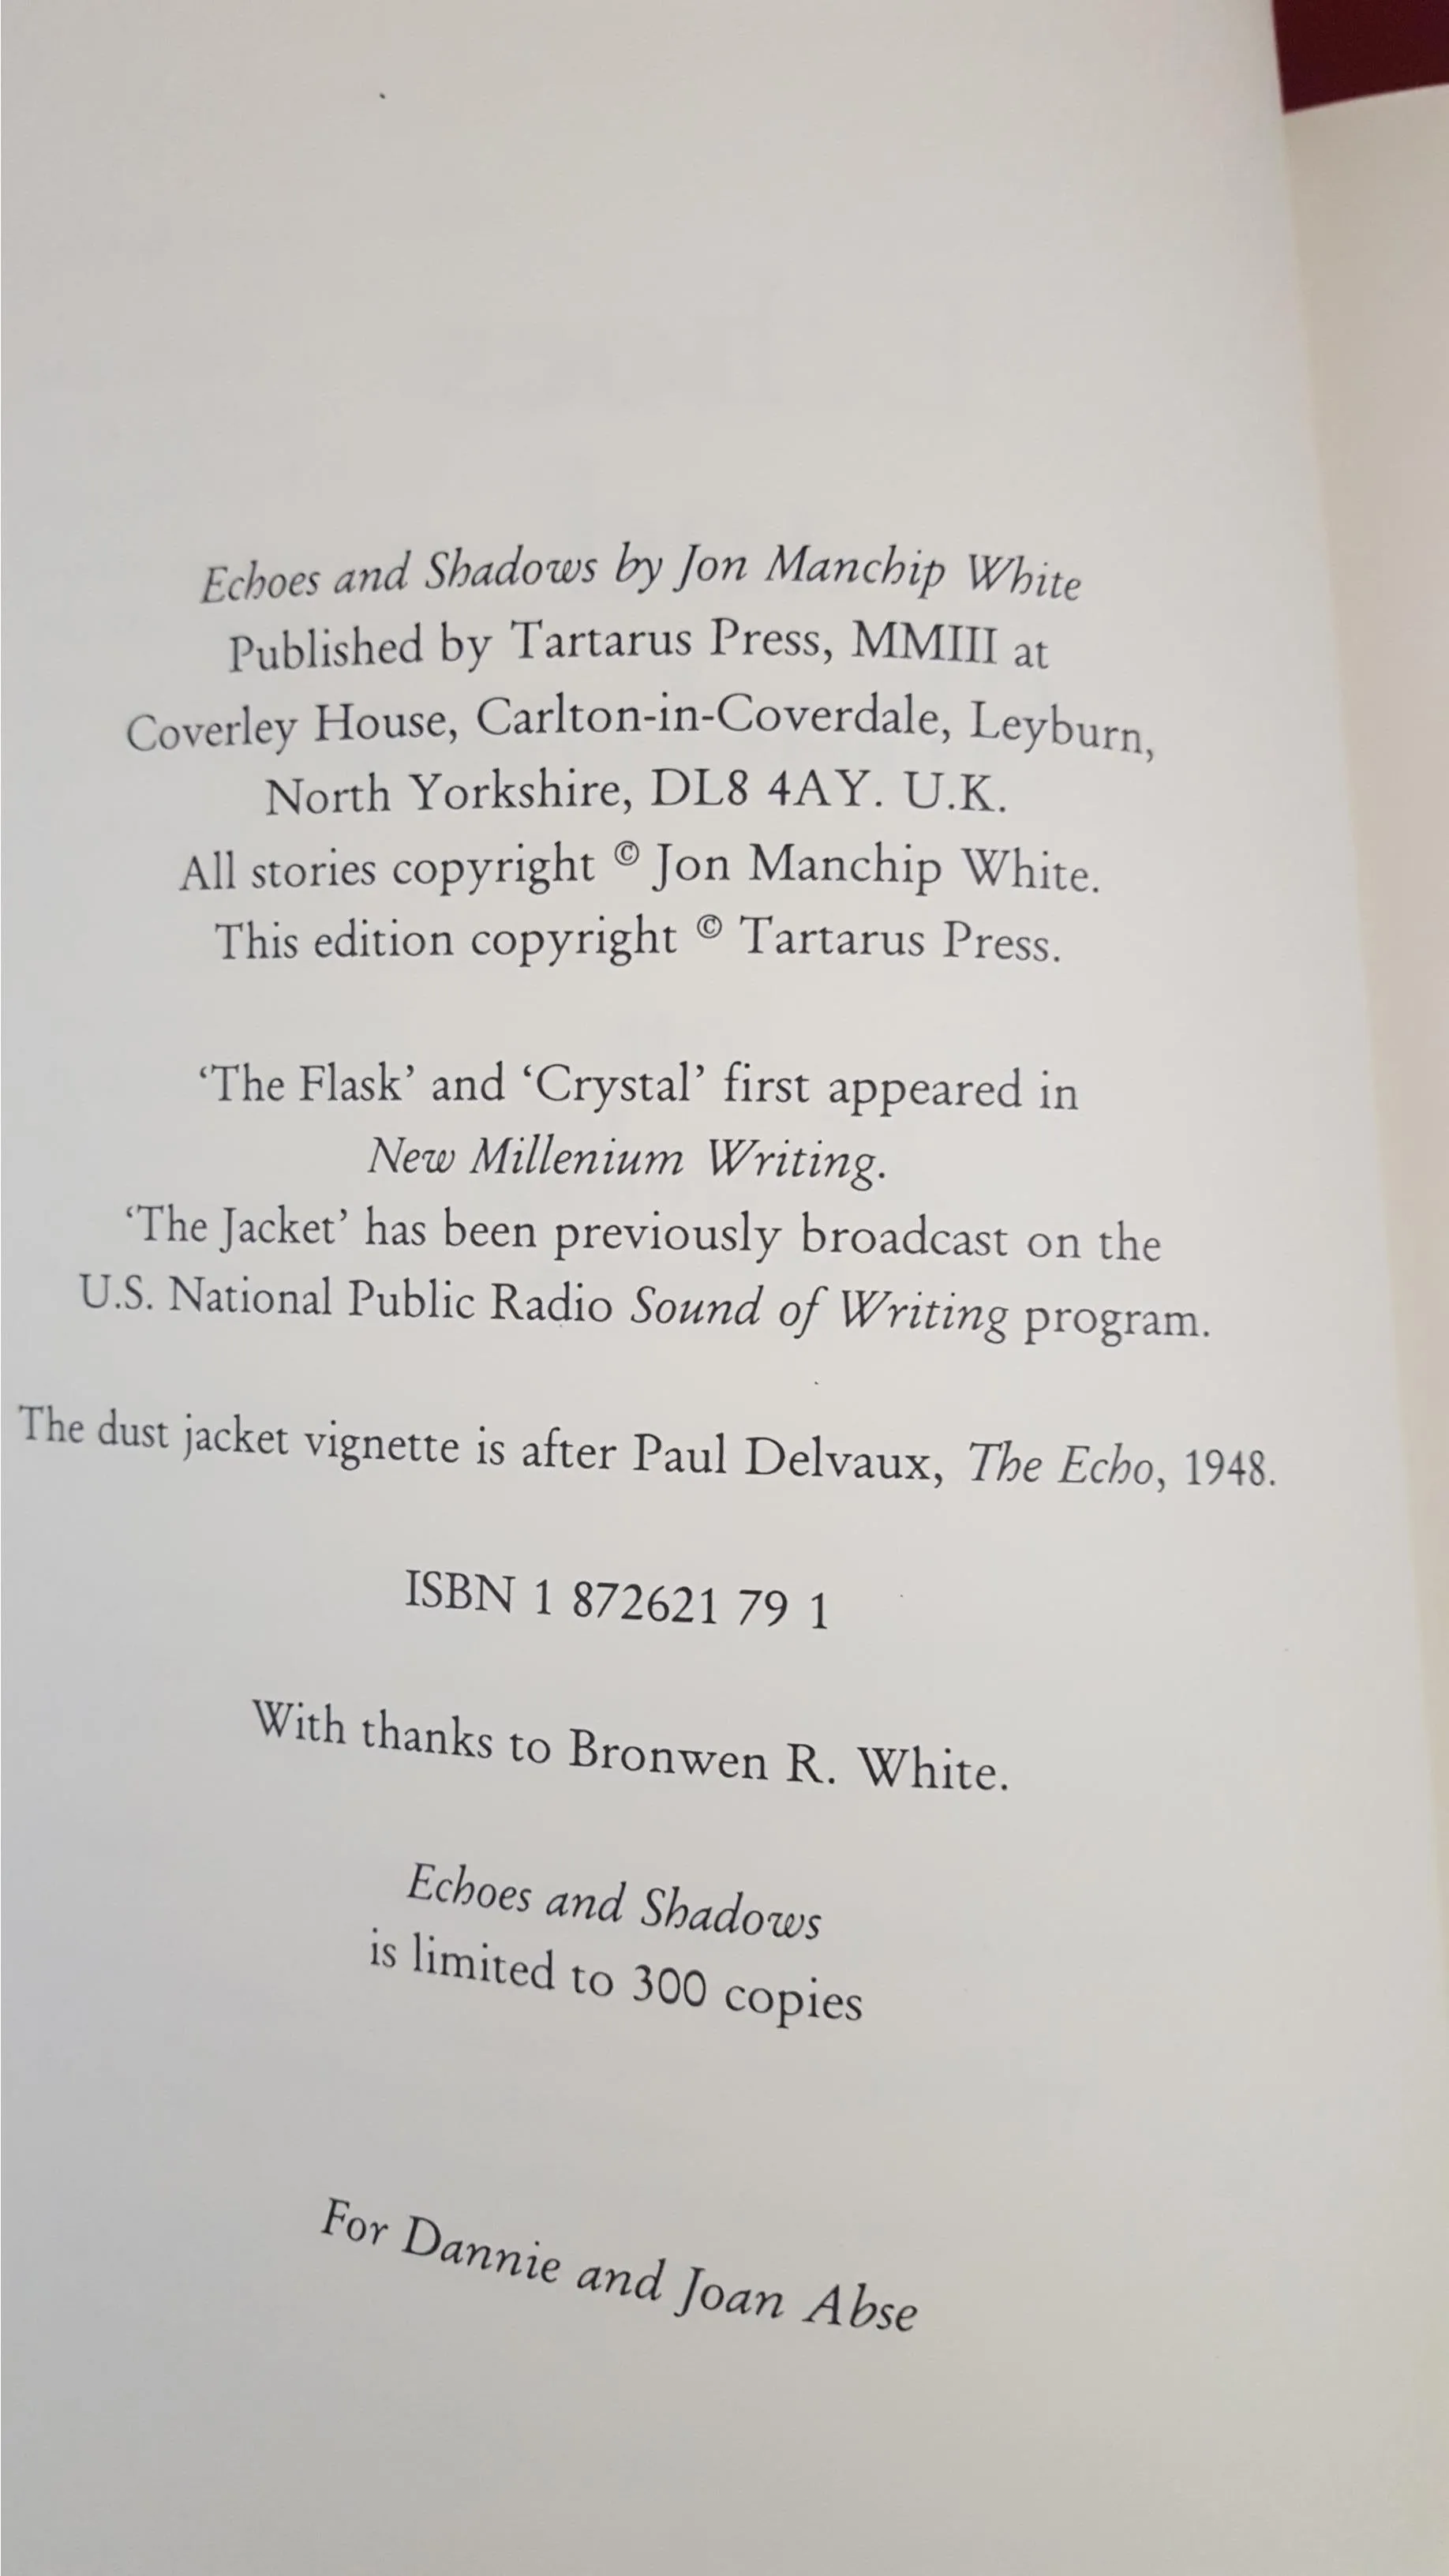 Echoes and Shadows by Jon Manchip White
Published by Tartarus Press, MMIII at
Coverley House, Carlton-in-Coverdale, Leyburn,
North Yorkshire, DL8 4AY. U.K.
All stories copyright © Jon Manchip White.
This edition copyright © Tartarus Press.
‘The Flask’ and ‘Crystal’ first appeared in
New Millenium Writing.
‘The Jacket’ has been previously broadcast on the
U.S. National Public Radio Sound of Writing program.
The dust jacket vignette is after Paul Delvaux, The Echo, 1948.
ISBN 1 872621 79 1
With thanks to Bronwen R. White.
Echoes and Shadows
is limited to 300 copies
For Dannie and Joan Abse